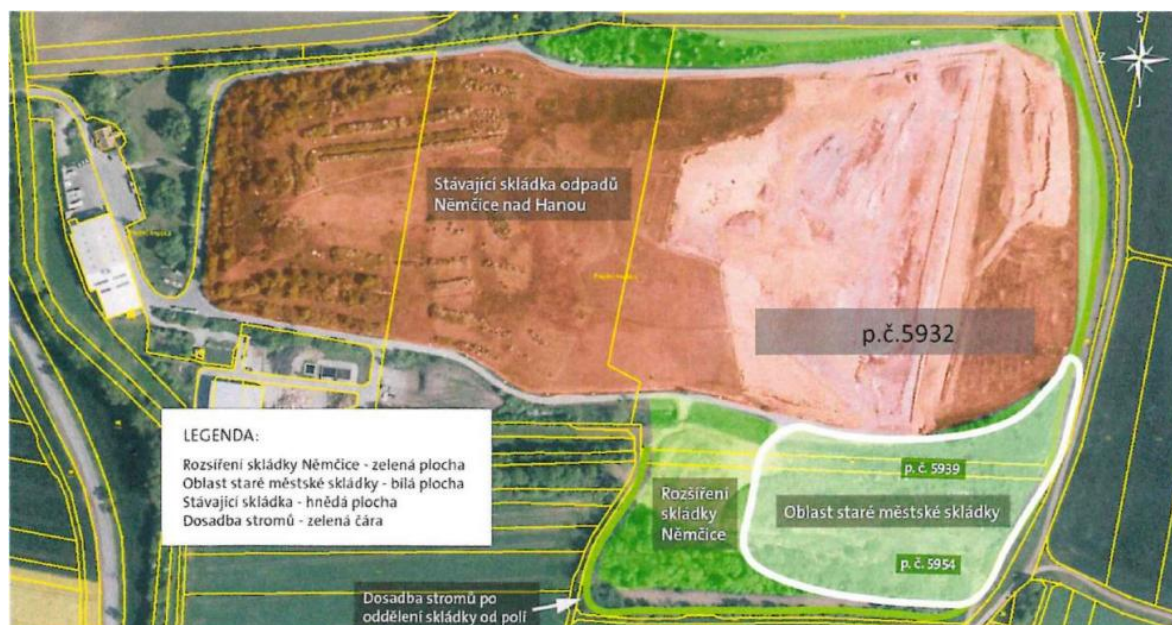 S
Z
J
Stávající skládka odpadů
Němčice nad Hanou
p.č.5932
LEGENDA:
Rozsíření skládky Němčice - zelená plocha
Oblast staré městské skládky - bílá plocha
Stávající skládka - hnědá plocha
Dosadba stromů - zelená čára
p. č. 5939
Rozšíření
skládky
Němčice
Oblast staré městské skládky
p. č. 5954
Dosadba stromů po
oddělení skládky od polí